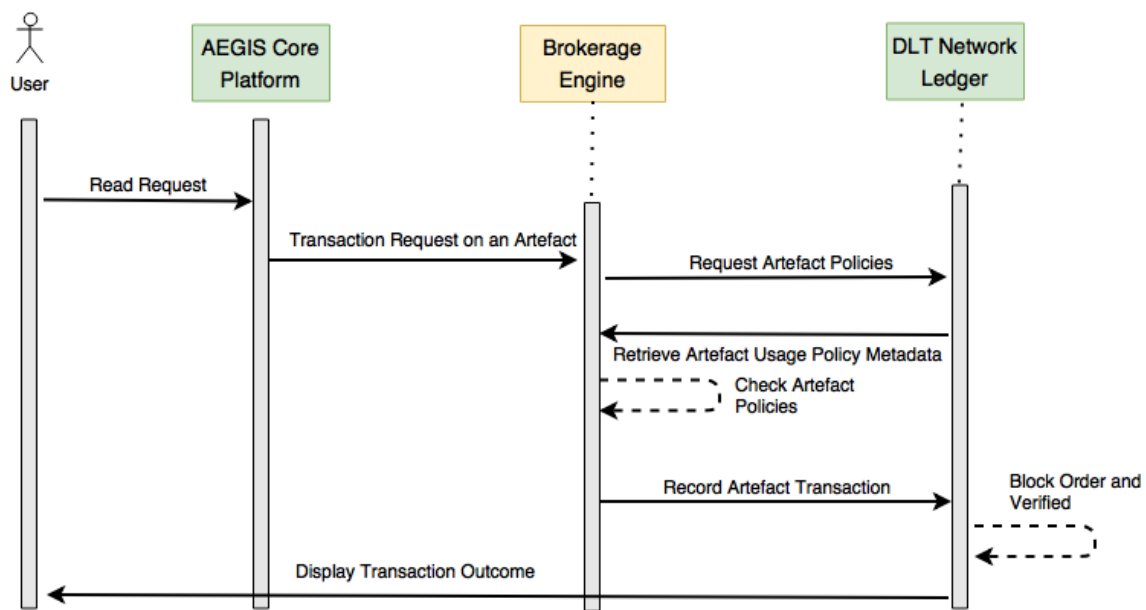 User
AEGIS Core
Platform
Brokerage
Engine
DLT Network
Ledger
Read Request
Transaction Request on an Artefact
Request Artefact Policies
Retrieve Artefact Usage Policy Metadata
Check Artefact
Policies
Record Artefact Transaction
Block Order and
Verified
Display Transaction Outcome